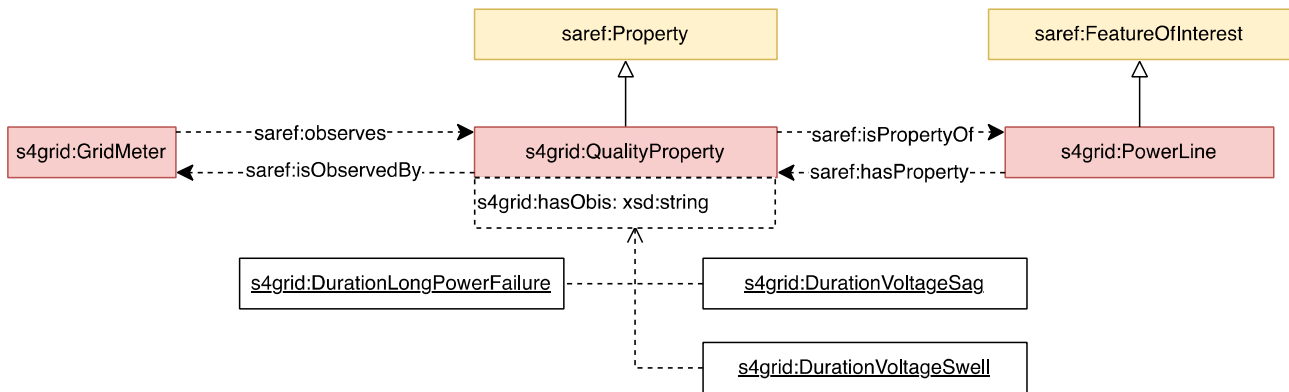 saref:Property
saref:FeatureOfInterest
s4grid:GridMeter
saref:observes
saref:isObservedBy
s4grid:QualityProperty
saref:isPropertyOf
saref:hasProperty
s4grid:PowerLine
s4grid:hasObis: xsd:string
s4grid:DurationLongPowerFailure
s4grid:DurationVoltageSag
s4grid:DurationVoltageSwell